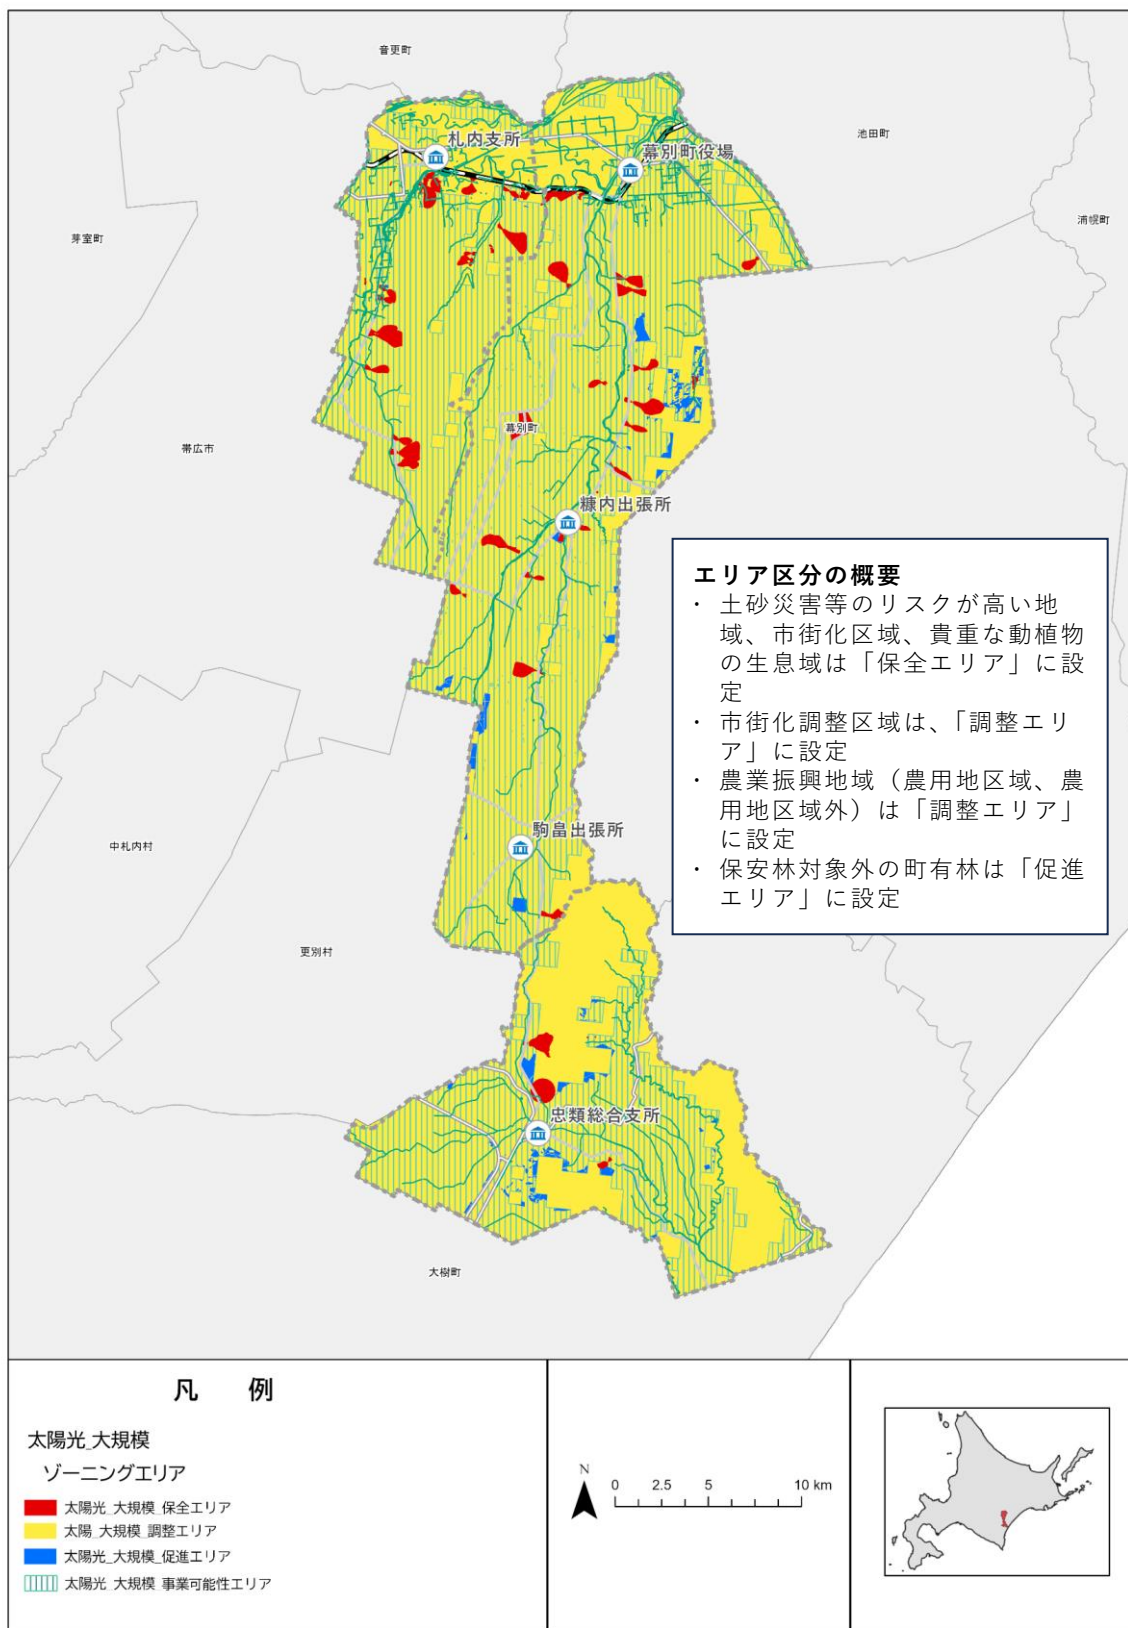 音更町
札内支所
幕別町役場
池田町
浦幌町
芽室町
帯広市
幕別町
糠内出張所
エリア区分の概要
・ 土砂災害等のリスクが高い地
域、市街化区域、貴重な動植物
の生息域は「保全エリア」に設
定
・ 市街化調整区域は、「調整エリ
ア」に設定
・ 農業振興地域（農用地区域、農
用地区域外）は「調整エリア」
に設定
・ 保安林対象外の町有林は「促進
エリア」に設定
駒畠出張所
中札内村
更別村
忠類総合支所
大樹町
凡 例
太陽光_大規模
ゾーニングエリア
太陽光_大規模_保全エリア
太陽_大規模_調整エリア
太陽光_大規模_促進エリア
太陽光_大規模_事業可能性エリア
N
0 2.5 5 10 km